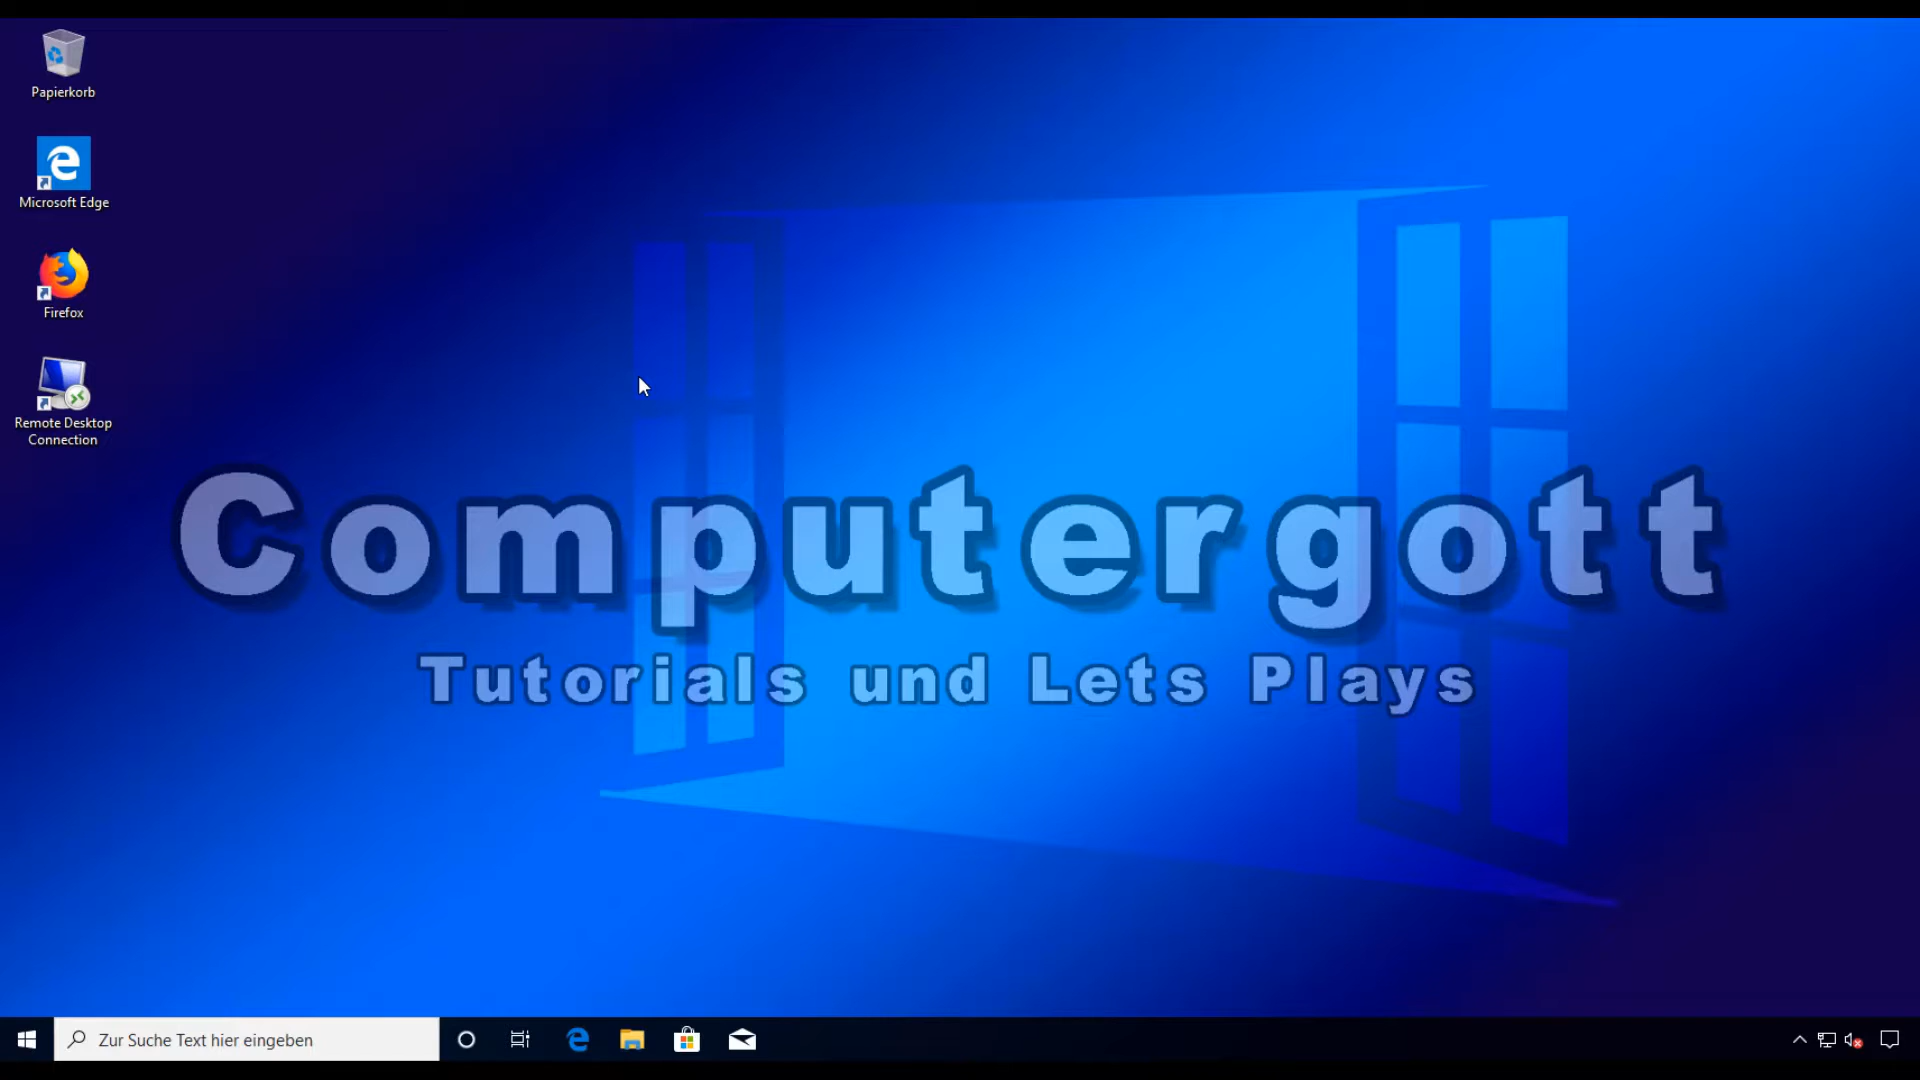 Papierkorb
Microsoft Edge
Firefox
Remote Desktop
Connection
Computergott
Tutorials und Lets Plays
Zur Suche Text hier eingeben